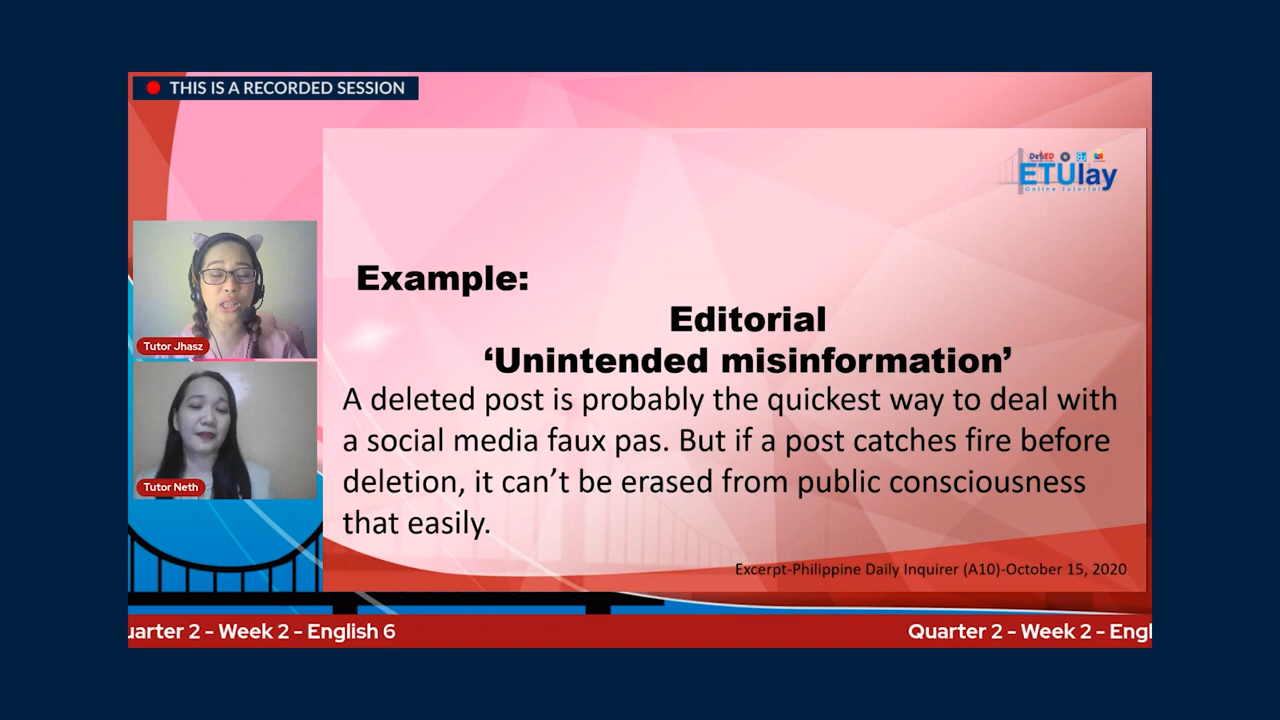 THIS IS A RECORDED SESSION
DepED
ETUlay
Online Tutorial
Example:
Editorial
‘Unintended misinformation’
A deleted post is probably the quickest way to deal with
a social media faux pas. But if a post catches fire before
deletion, it can’t be erased from public consciousness
that easily.
Excerpt-Philippine Daily Inquirer (A10)-October 15, 2020
Tutor Jhasz
Tutor Neth
uarter 2 - Week 2 - English 6
Quarter 2 - Week 2 - Engl